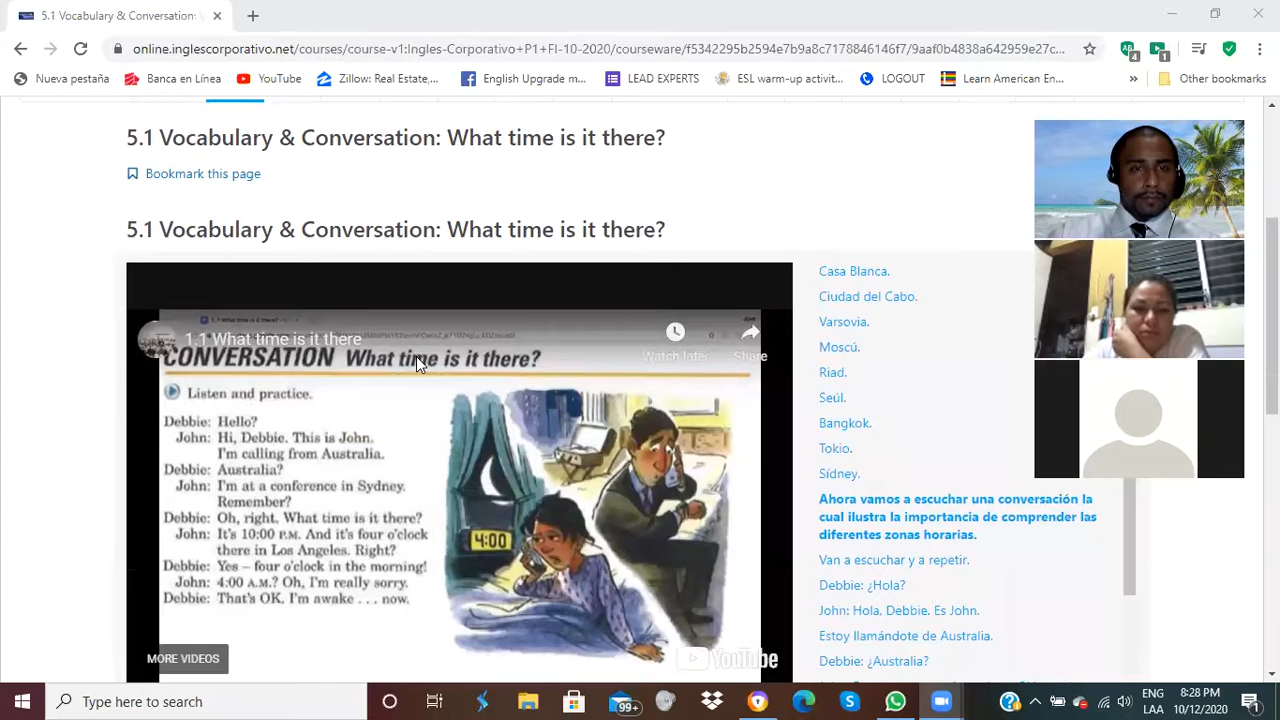 5.1 Vocabulary & Conversation:
online.inglescorporativo.net/courses/course-v1:Ingles-Corporativo+P1+FI-10-2020/courseware/f5342295b2594e7b9a8c7178846146f7/9aaf0b4838a642959e27c...
4
1
Nueva pestaña
Banca en Línea
YouTube
Zillow: Real Estate,...
English Upgrade m...
LEAD EXPERTS
ESL warm-up activit...
LOGOUT
Learn American En...
»
Other bookmarks
5.1 Vocabulary & Conversation: What time is it there?
Bookmark this page
5.1 Vocabulary & Conversation: What time is it there?
1.1 What time is it there
Watch later
Share
CONVERSATION What time is it there?
Listen and practice.
Debbie: Hello?
John: Hi, Debbie. This is John.
I'm calling from Australia.
Debbie: Australia?
John: I'm at a conference in Sydney.
Remember?
Debbie: Oh, right. What time is it there?
John: It's 10:00 P.M. And it's four o'clock
there in Los Angeles. Right?
Debbie: Yes – four o'clock in the morning!
John: 4:00 A.M.? Oh, I'm really sorry.
Debbie: That's OK. I'm awake . . . now.
4:00
MORE VIDEOS
YouTube
Casa Blanca.
Ciudad del Cabo.
Varsovia.
Moscú.
Riad.
Seúl.
Bangkok.
Tokio.
Sídney.
Ahora vamos a escuchar una conversación la
cual ilustra la importancia de comprender las
diferentes zonas horarias.
Van a escuchar y a repetir.
Debbie: ¿Hola?
John: Hola, Debbie. Es John.
Estoy llamándote de Australia.
Debbie: ¿Australia?
Type here to search
99+
ENG
LAA
8:28 PM
10/12/2020
1